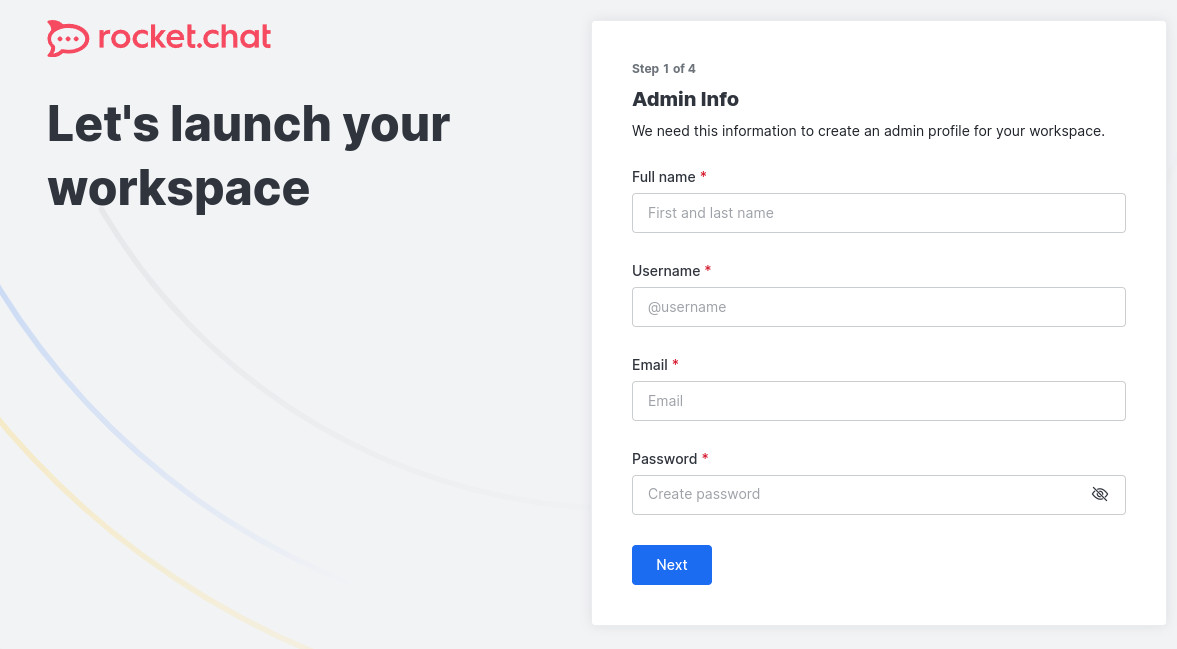 rocket.chat
Let's launch your
workspace
Step 1 of 4
Admin Info
We need this information to create an admin profile for your workspace.
Full name *
First and last name
Username *
@username
Email *
Email
Password *
Create password
Next